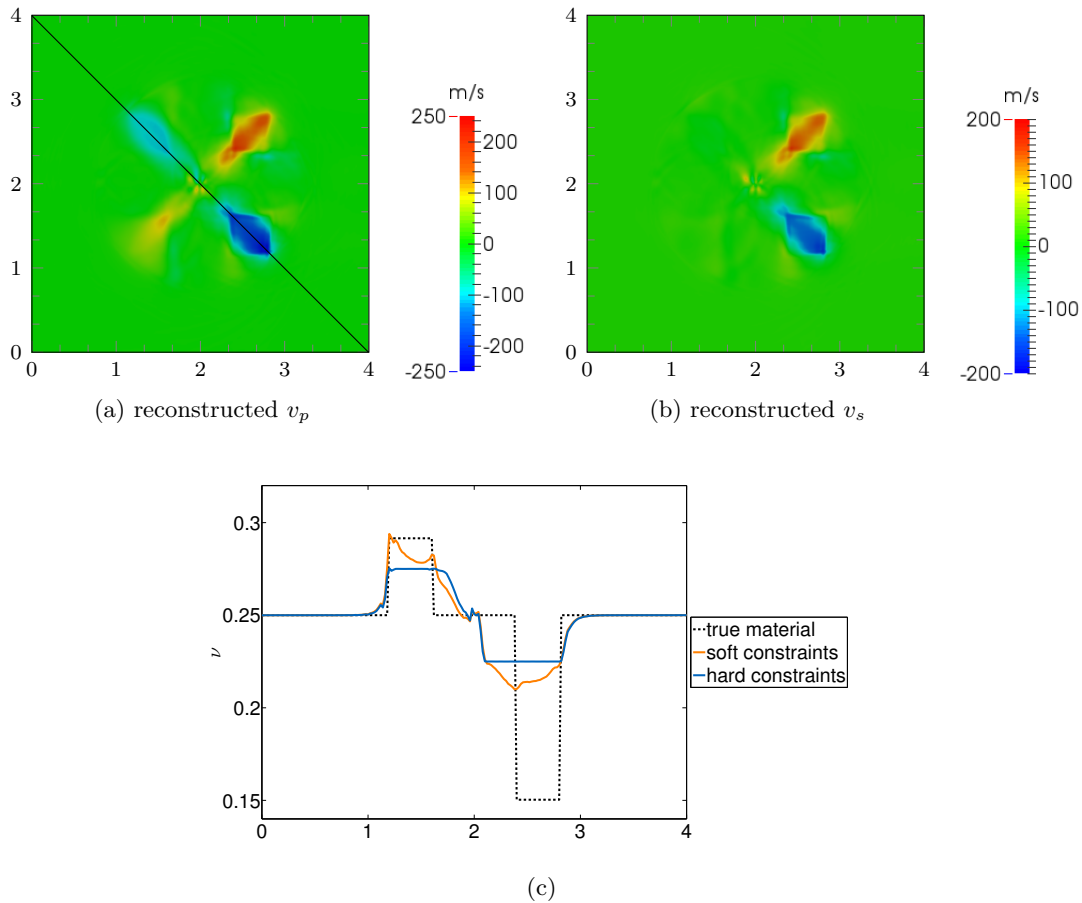 4
3
2
1
0
0 1 2 3 4
m/s
250
200
100
0
-100
-200
-250
(a) reconstructed v_p
4
3
2
1
0
0 1 2 3 4
m/s
200
100
0
-100
-200
(b) reconstructed v_s
0.3
0.25
0.2
0.15
ν
0 1 2 3 4
true material
soft constraints
hard constraints
(c)